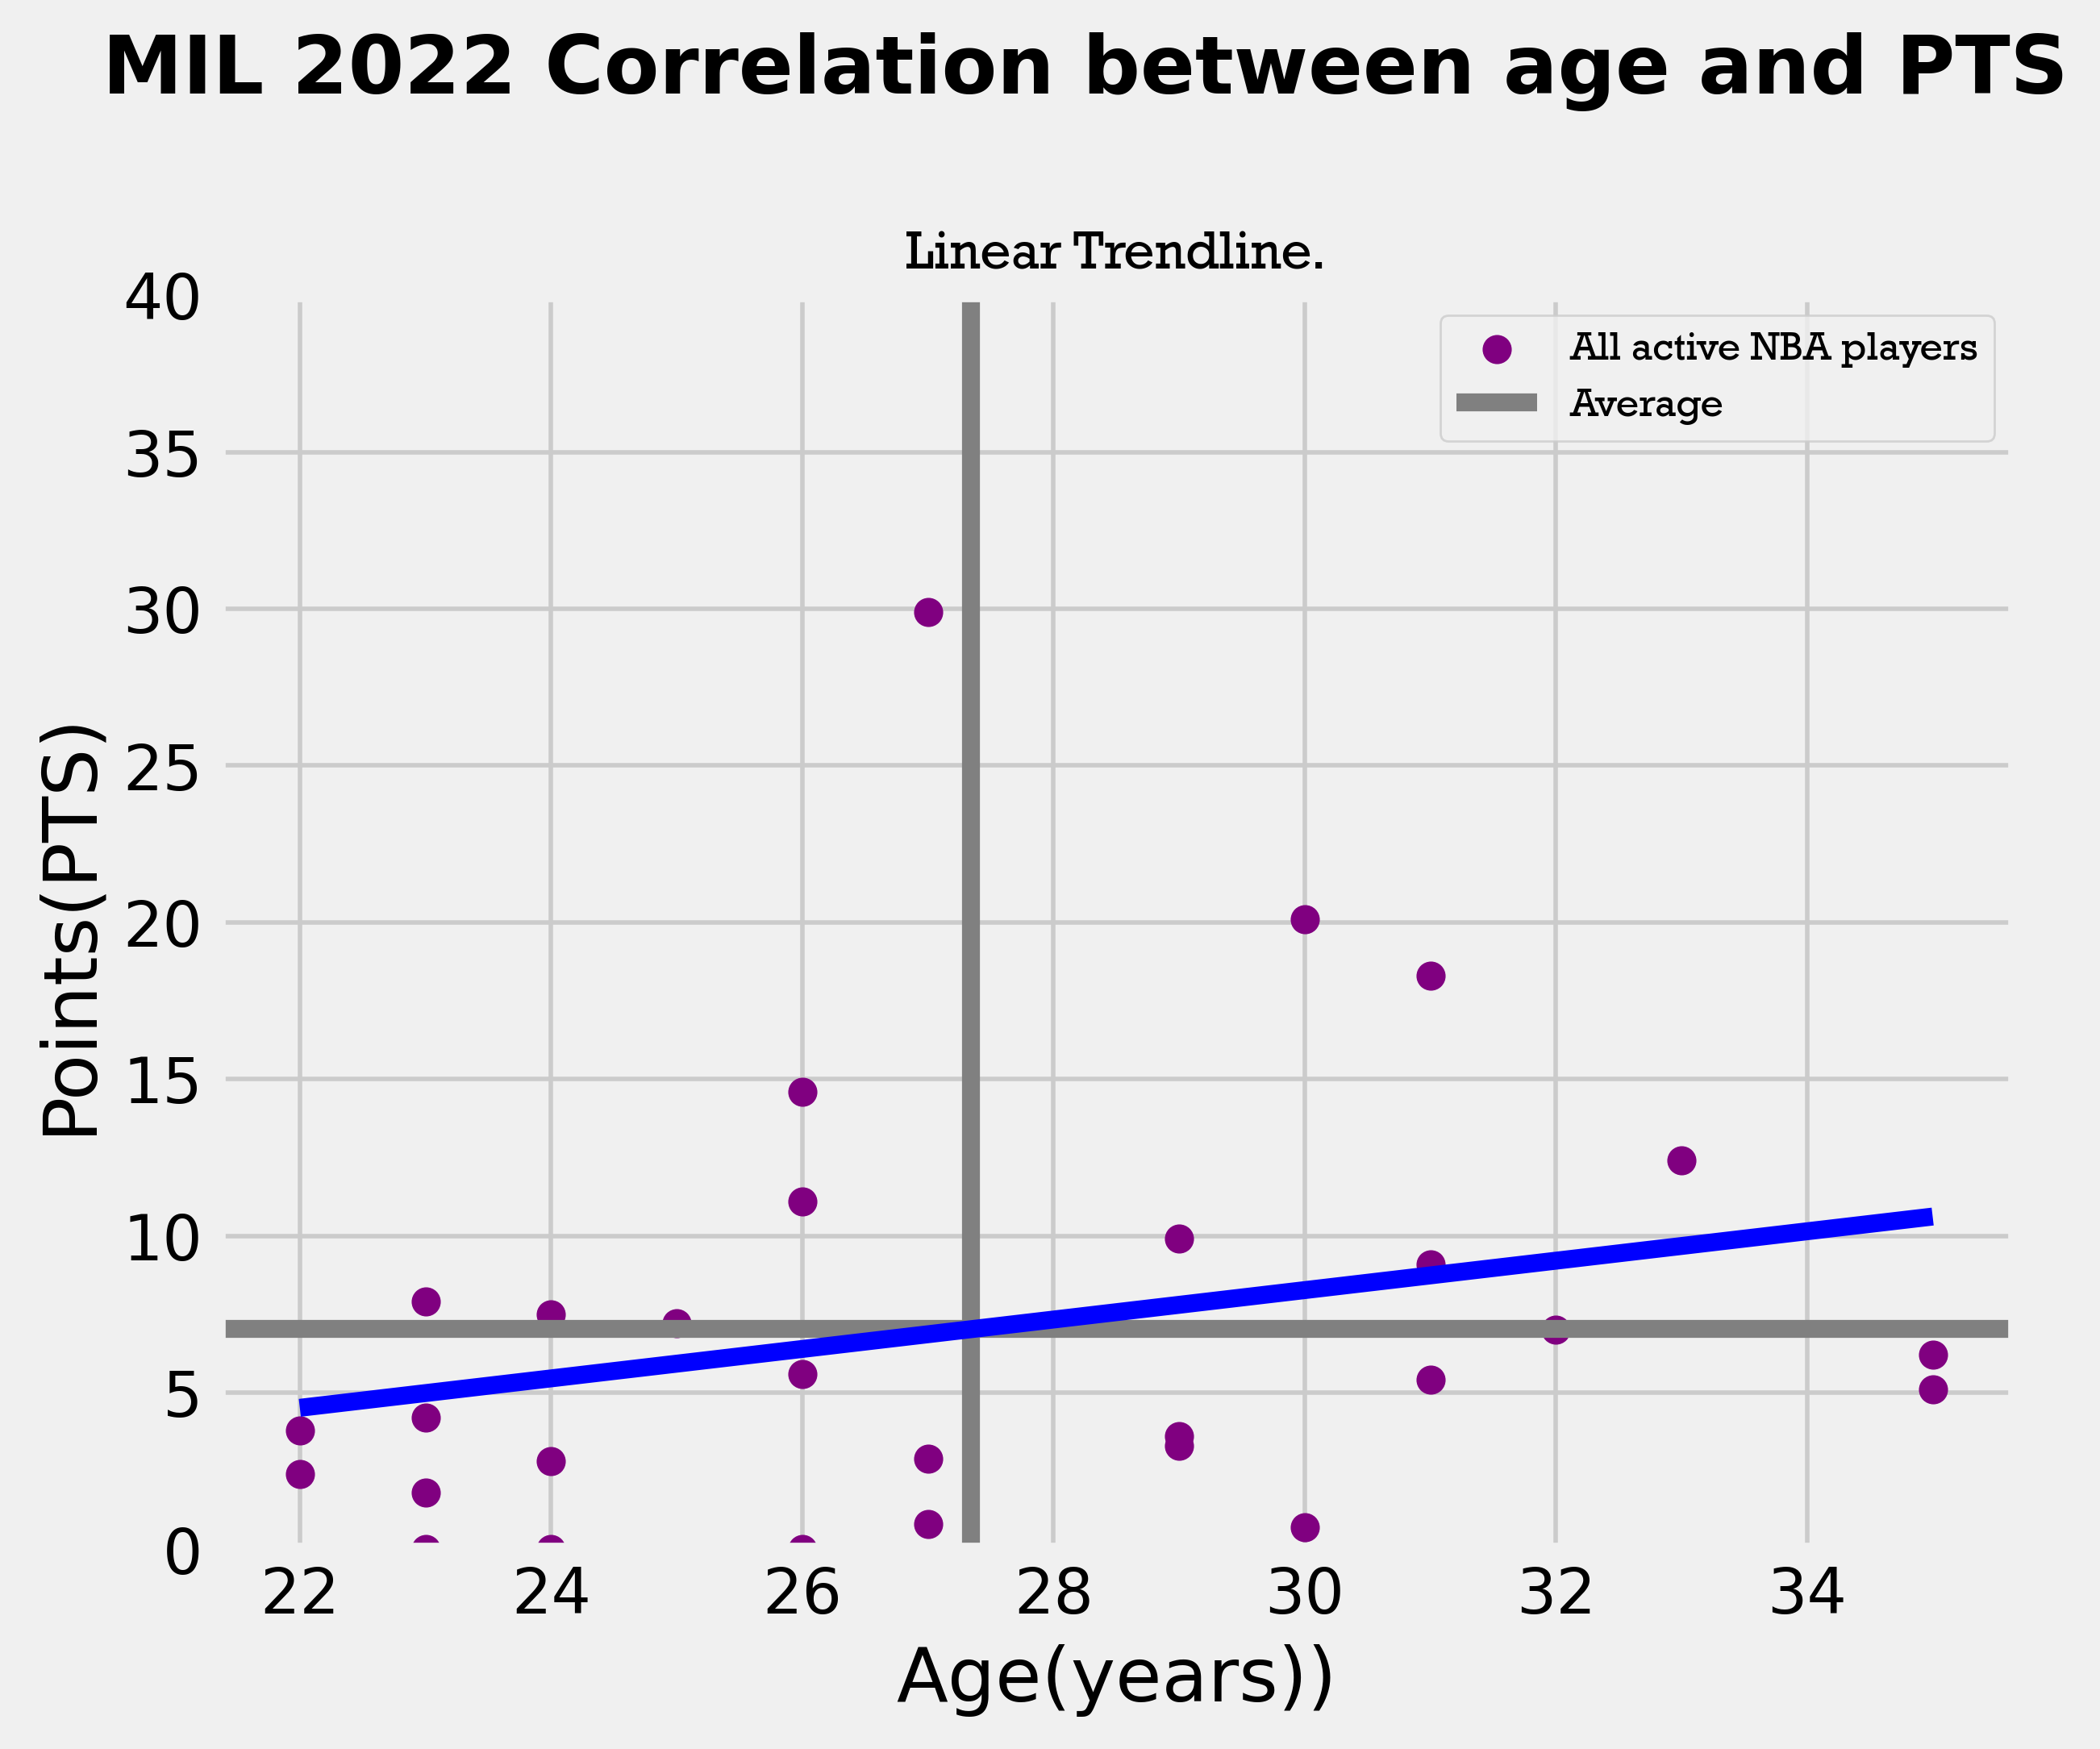 MIL 2022 Correlation between age and PTS
Linear Trendline.
All active NBA players
Average
40
35
30
25
20
15
10
5
0
Points(PTS)
22 24 26 28 30 32 34
Age(years))